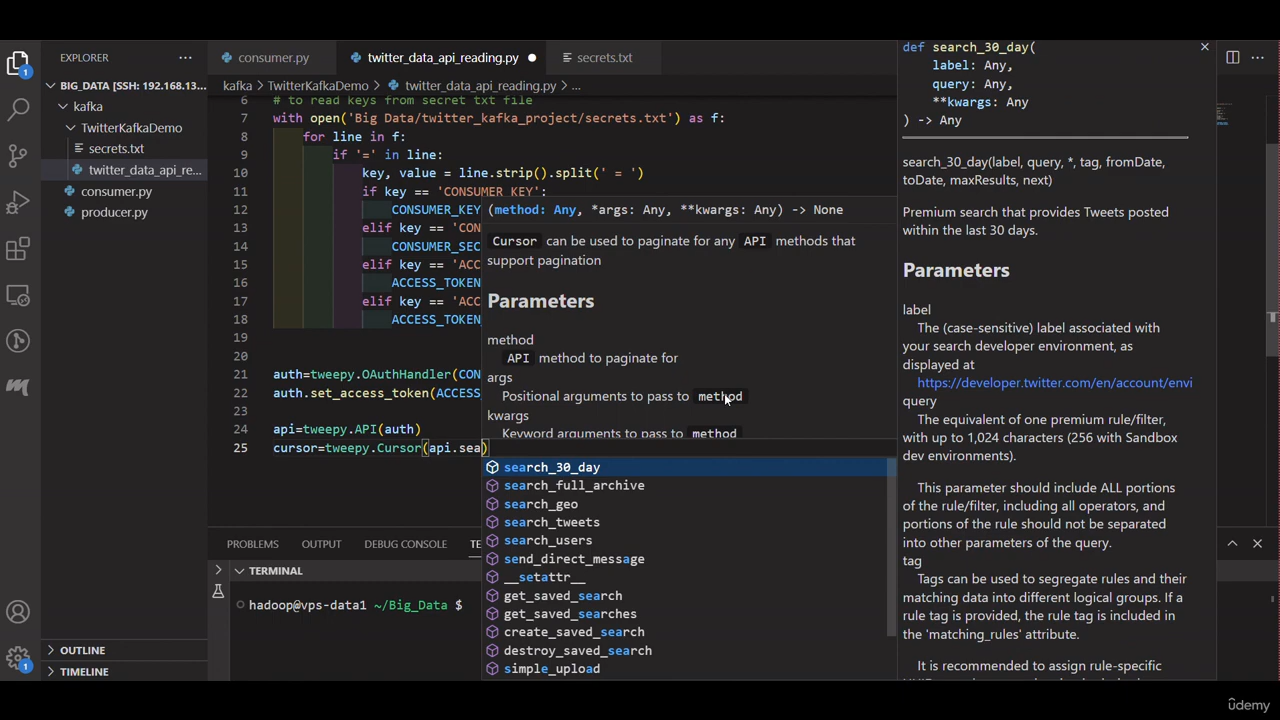 EXPLORER
consumer.py
twitter_data_api_reading.py
secrets.txt
BIG_DATA [SSH: 192.168.13...
kafka
TwitterKafkaDemo
secrets.txt
twitter_data_api_re...
consumer.py
producer.py
OUTLINE
TIMELINE
1
1
kafka > TwitterKafkaDemo > twitter_data_api_reading.py > ...
6 # to read keys from secret txt file
7 with open('Big Data/twitter_kafka_project/secrets.txt') as f:
8 for line in f:
9 if '=' in line:
10 key, value = line.strip().split(' = ')
11 if key == 'CONSUMER KEY':
12 CONSUMER_KEY
13 elif key == 'CON
14 CONSUMER_SEC
15 elif key == 'ACC
16 ACCESS_TOKEN
17 elif key == 'ACC
18 ACCESS_TOKEN
19
20
21 auth=tweepy.OAuthHandler(CON
22 auth.set_access_token(ACCESS
23
24 api=tweepy.API(auth)
25 cursor=tweepy.Cursor(api.sea)
(method: Any, *args: Any, **kwargs: Any) -> None
Cursor can be used to paginate for any API methods that
support pagination
Parameters
method
API method to paginate for
args
Positional arguments to pass to method
kwargs
Keyword arguments to pass to method
search_30_day
search_full_archive
search_geo
search_tweets
search_users
send_direct_message
__setattr__
get_saved_search
get_saved_searches
create_saved_search
destroy_saved_search
simple_upload
def search_30_day(
label: Any,
query: Any,
**kwargs: Any
) -> Any
search_30_day(label, query, *, tag, fromDate,
toDate, maxResults, next)
Premium search that provides Tweets posted
within the last 30 days.
Parameters
label
The (case-sensitive) label associated with
your search developer environment, as
displayed at
https://developer.twitter.com/en/account/envi
query
The equivalent of one premium rule/filter,
with up to 1,024 characters (256 with Sandbox
dev environments).
This parameter should include ALL portions
of the rule/filter, including all operators, and
portions of the rule should not be separated
into other parameters of the query.
tag
Tags can be used to segregate rules and their
matching data into different logical groups. If a
rule tag is provided, the rule tag is included in
the 'matching_rules' attribute.
It is recommended to assign rule-specific
PROBLEMS OUTPUT DEBUG CONSOLE TE
TERMINAL
hadoop@vps-data1 ~/Big_Data $
ûdemy